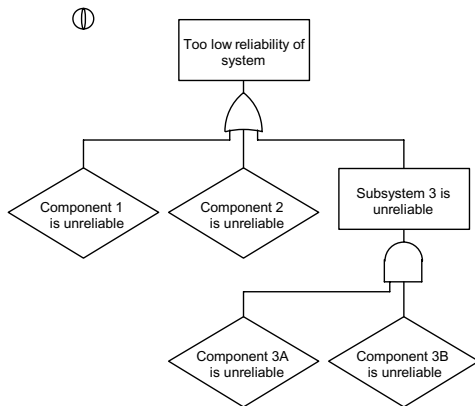 Too low reliability of
system
Component 1
is unreliable
Component 2
is unreliable
Subsystem 3 is
unreliable
Component 3A
is unreliable
Component 3B
is unreliable